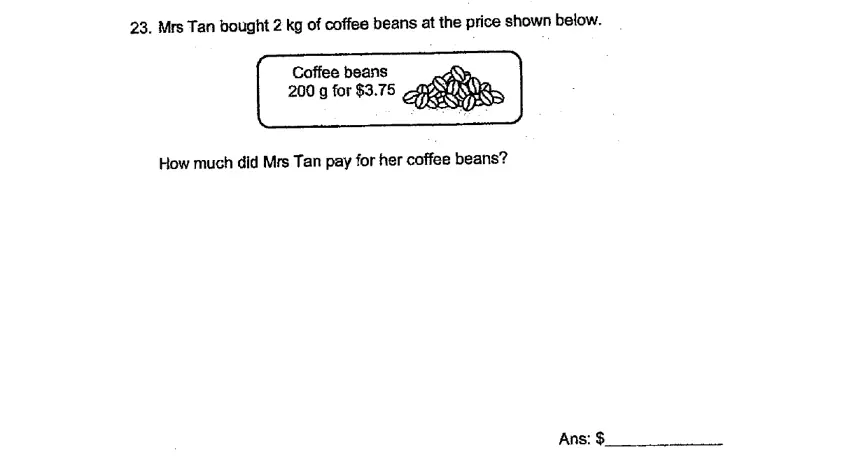 23. Mrs Tan bought 2 kg of coffee beans at the price shown below.
Coffee beans
200 g for $3.75
How much did Mrs Tan pay for her coffee beans?
Ans: $______________